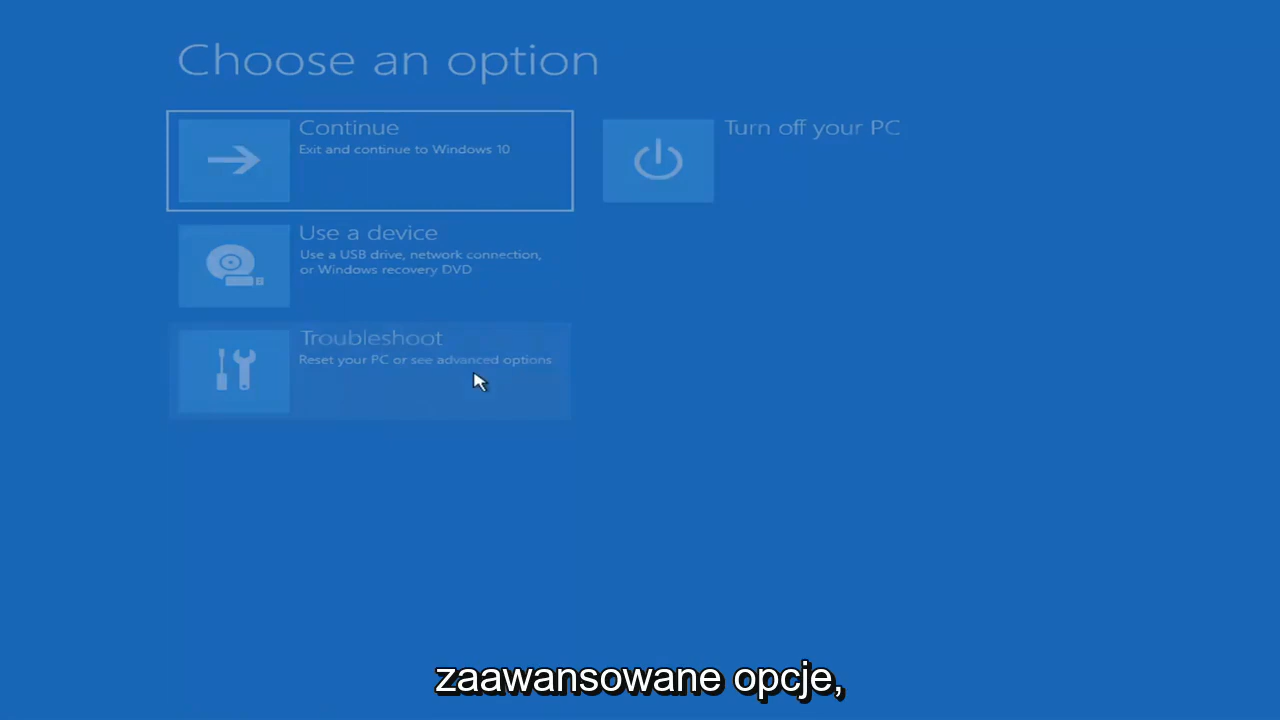 Choose an option
Continue
Exit and continue to Windows 10
Turn off your PC
Use a device
Use a USB drive, network connection,
or Windows recovery DVD
Troubleshoot
Reset your PC or see advanced options
zaawansowane opcje,